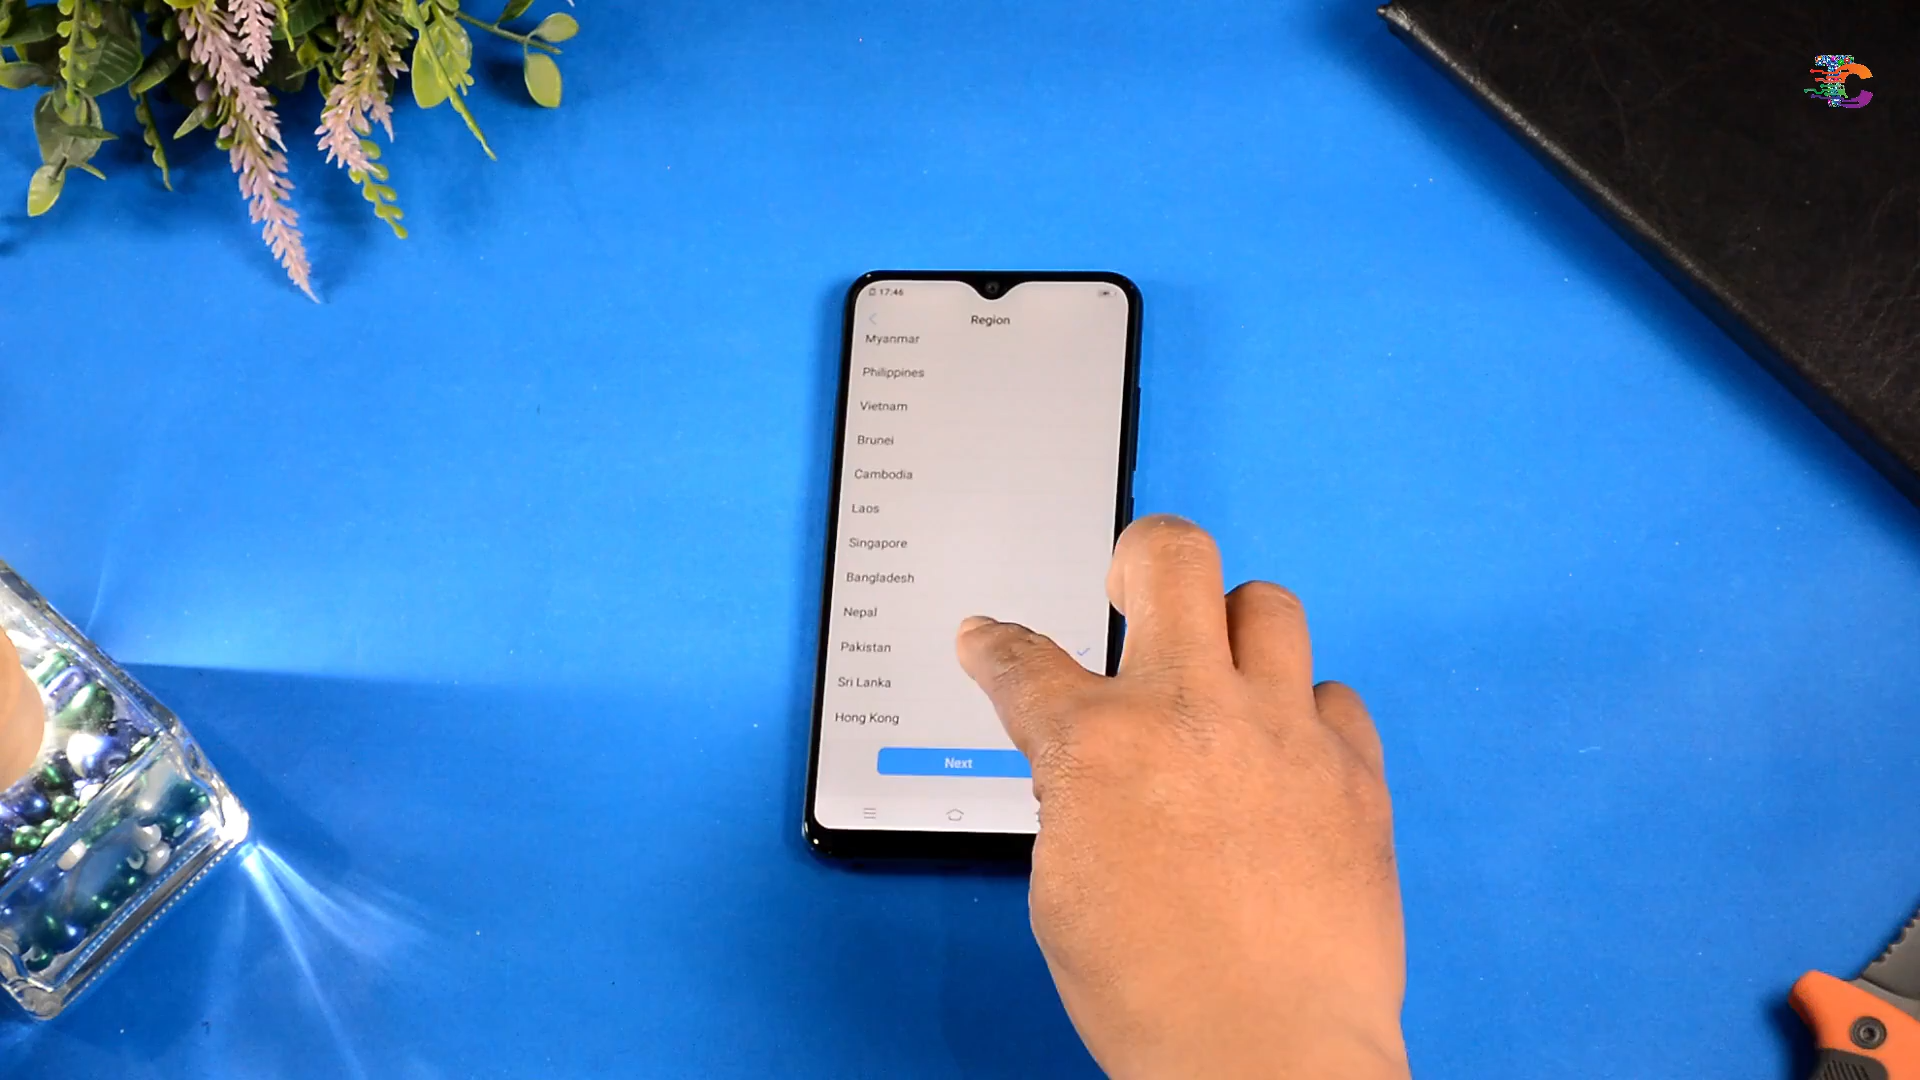 17:46
Region
Myanmar
Philippines
Vietnam
Brunei
Cambodia
Laos
Singapore
Bangladesh
Nepal
Pakistan
Sri Lanka
Hong Kong
Next